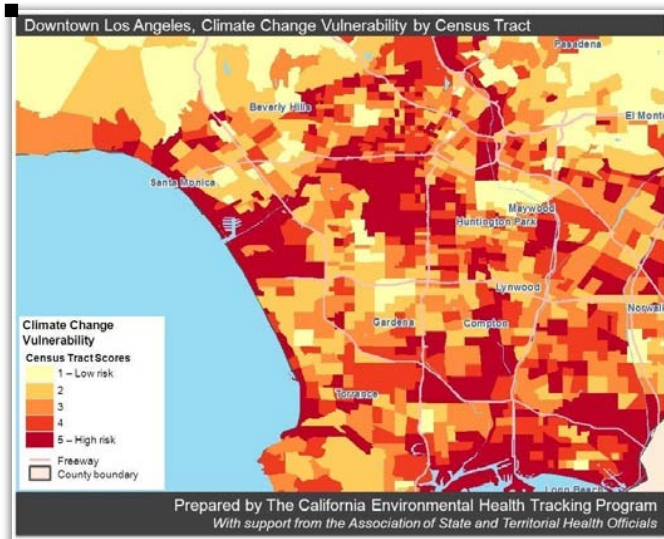 Downtown Los Angeles, Climate Change Vulnerability by Census Tract
Pasadena
Beverly Hills
El Monte
Santa Monica
Maywood
Huntington Park
Lynwood
Norwalk
Gardena
Compton
Torrance
Long Beach
Climate Change
Vulnerability
Census Tract Scores
1 – Low risk
2
3
4
5 – High risk
Freeway
County boundary
Prepared by The California Environmental Health Tracking Program
With support from the Association of State and Territorial Health Officials